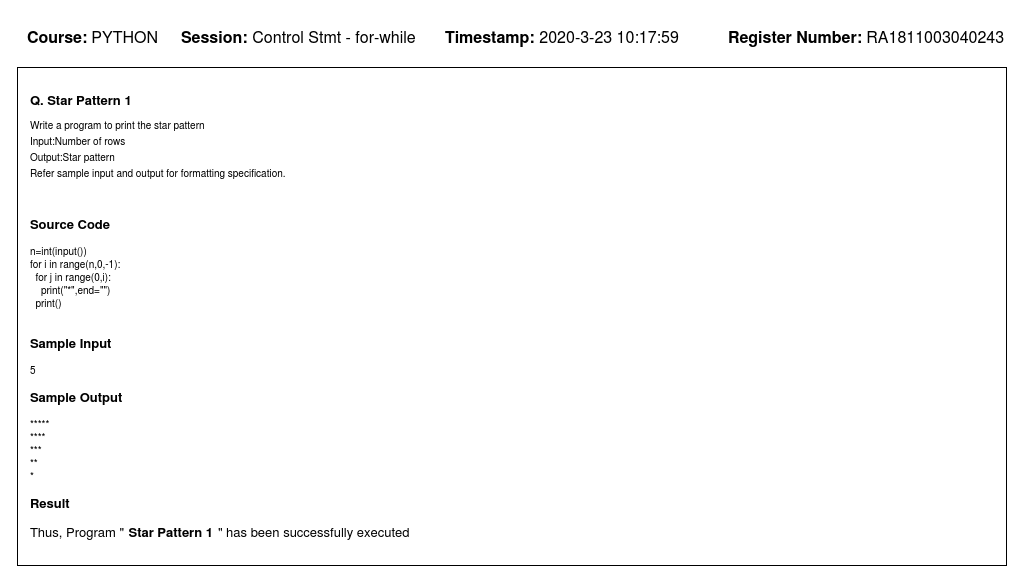 Course: PYTHON Session: Control Stmt - for-while Timestamp: 2020-3-23 10:17:59 Register Number: RA1811003040243
Q. Star Pattern 1
Write a program to print the star pattern
Input:Number of rows
Output:Star pattern
Refer sample input and output for formatting specification.
Source Code
n=int(input())
for i in range(n,0,-1):
  for j in range(0,i):
    print("*",end="")
  print()
Sample Input
5
Sample Output
*****
****
***
**
*
Result
Thus, Program " Star Pattern 1 " has been successfully executed